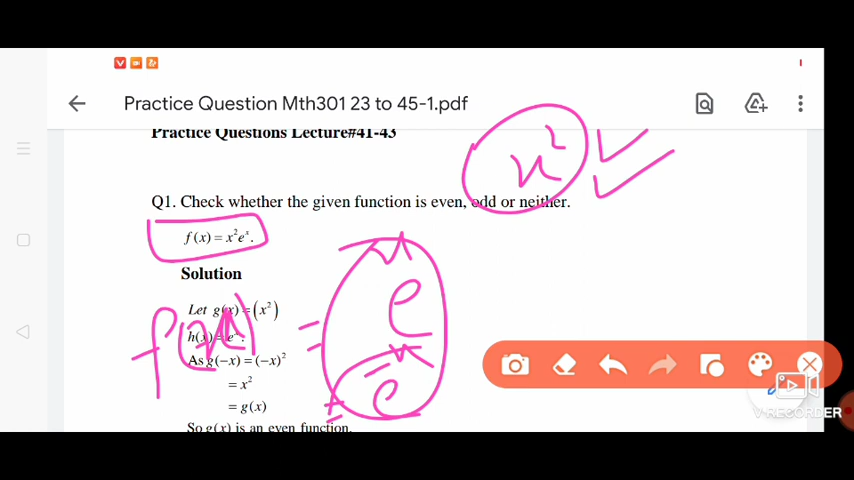 Practice Question Mth301 23 to 45-1.pdf
Practice Questions Lecture#41-43
x²
Q1. Check whether the given function is even, odd or neither.
f(x) = x²eˣ.
Solution
Let g(x) = (x²)
h(x) = eˣ.
As g(−x) = (−x)²
= x²
= g(x)
So g(x) is an even function.
V-RECORDER